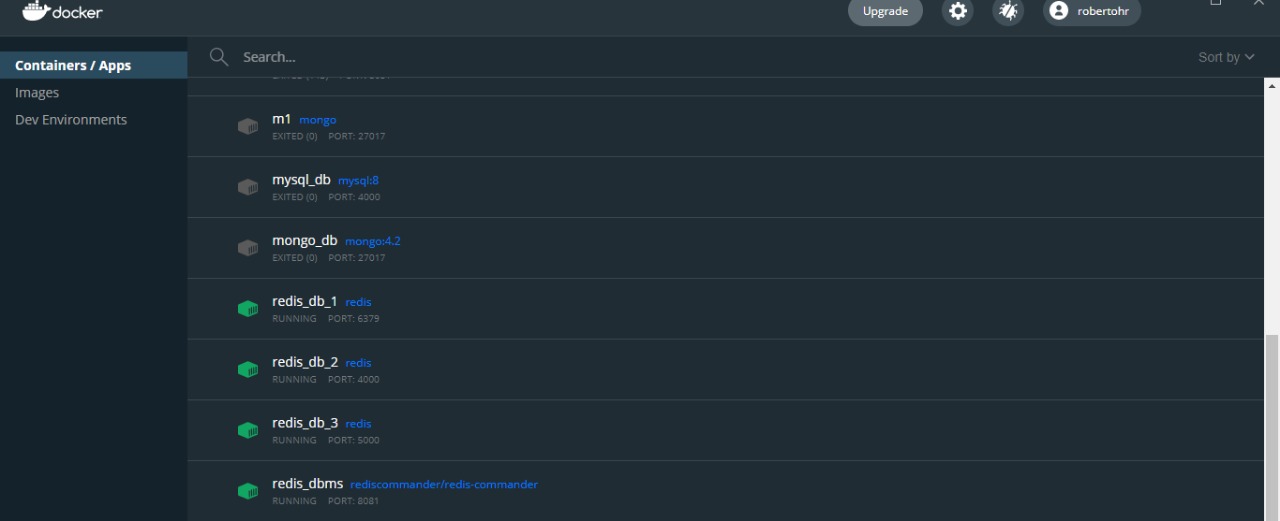 docker
Upgrade
robertohr
Containers / Apps
Images
Dev Environments
Search...
Sort by
m1 mongo
EXITED (0) PORT: 27017
mysql_db mysql:8
EXITED (0) PORT: 4000
mongo_db mongo:4.2
EXITED (0) PORT: 27017
redis_db_1 redis
RUNNING PORT: 6379
redis_db_2 redis
RUNNING PORT: 4000
redis_db_3 redis
RUNNING PORT: 5000
redis_dbms rediscommander/redis-commander
RUNNING PORT: 8081